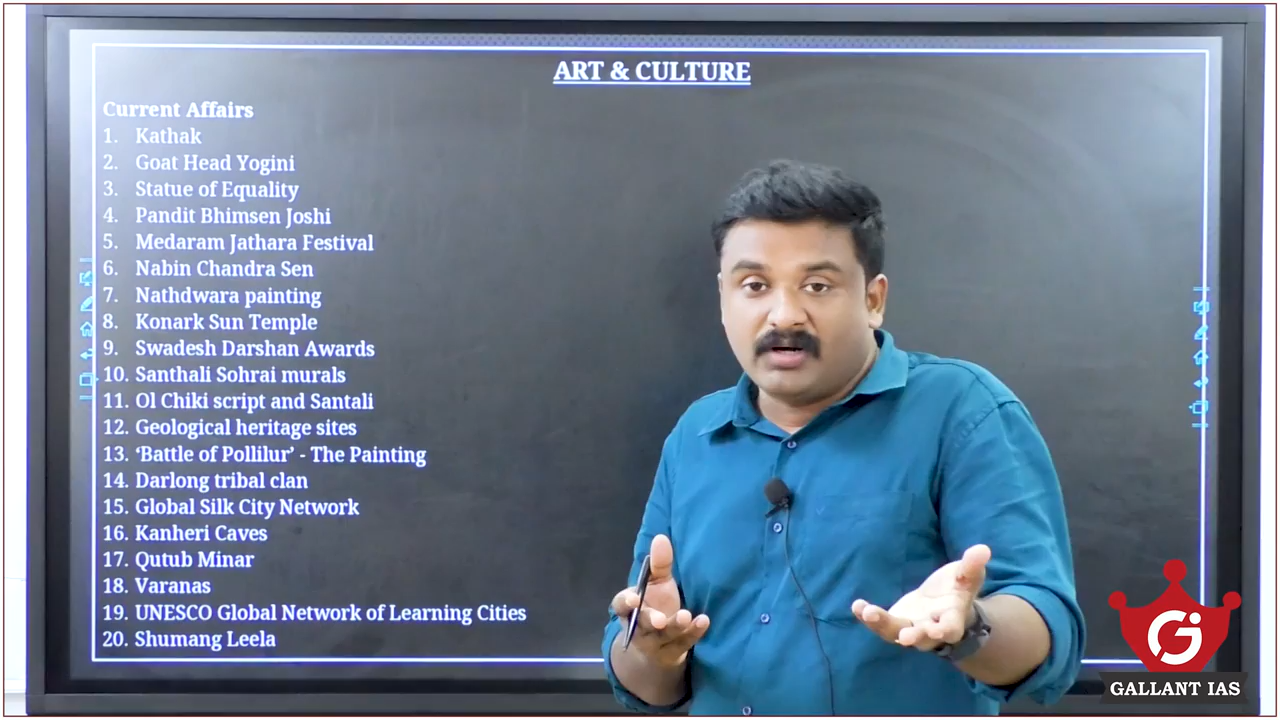 ART & CULTURE
Current Affairs
1. Kathak
2. Goat Head Yogini
3. Statue of Equality
4. Pandit Bhimsen Joshi
5. Medaram Jathara Festival
6. Nabin Chandra Sen
7. Nathdwara painting
8. Konark Sun Temple
9. Swadesh Darshan Awards
10. Santhali Sohrai murals
11. Ol Chiki script and Santali
12. Geological heritage sites
13. ‘Battle of Pollilur’ - The Painting
14. Darlong tribal clan
15. Global Silk City Network
16. Kanheri Caves
17. Qutub Minar
18. Varanas
19. UNESCO Global Network of Learning Cities
20. Shumang Leela
GALLANT IAS